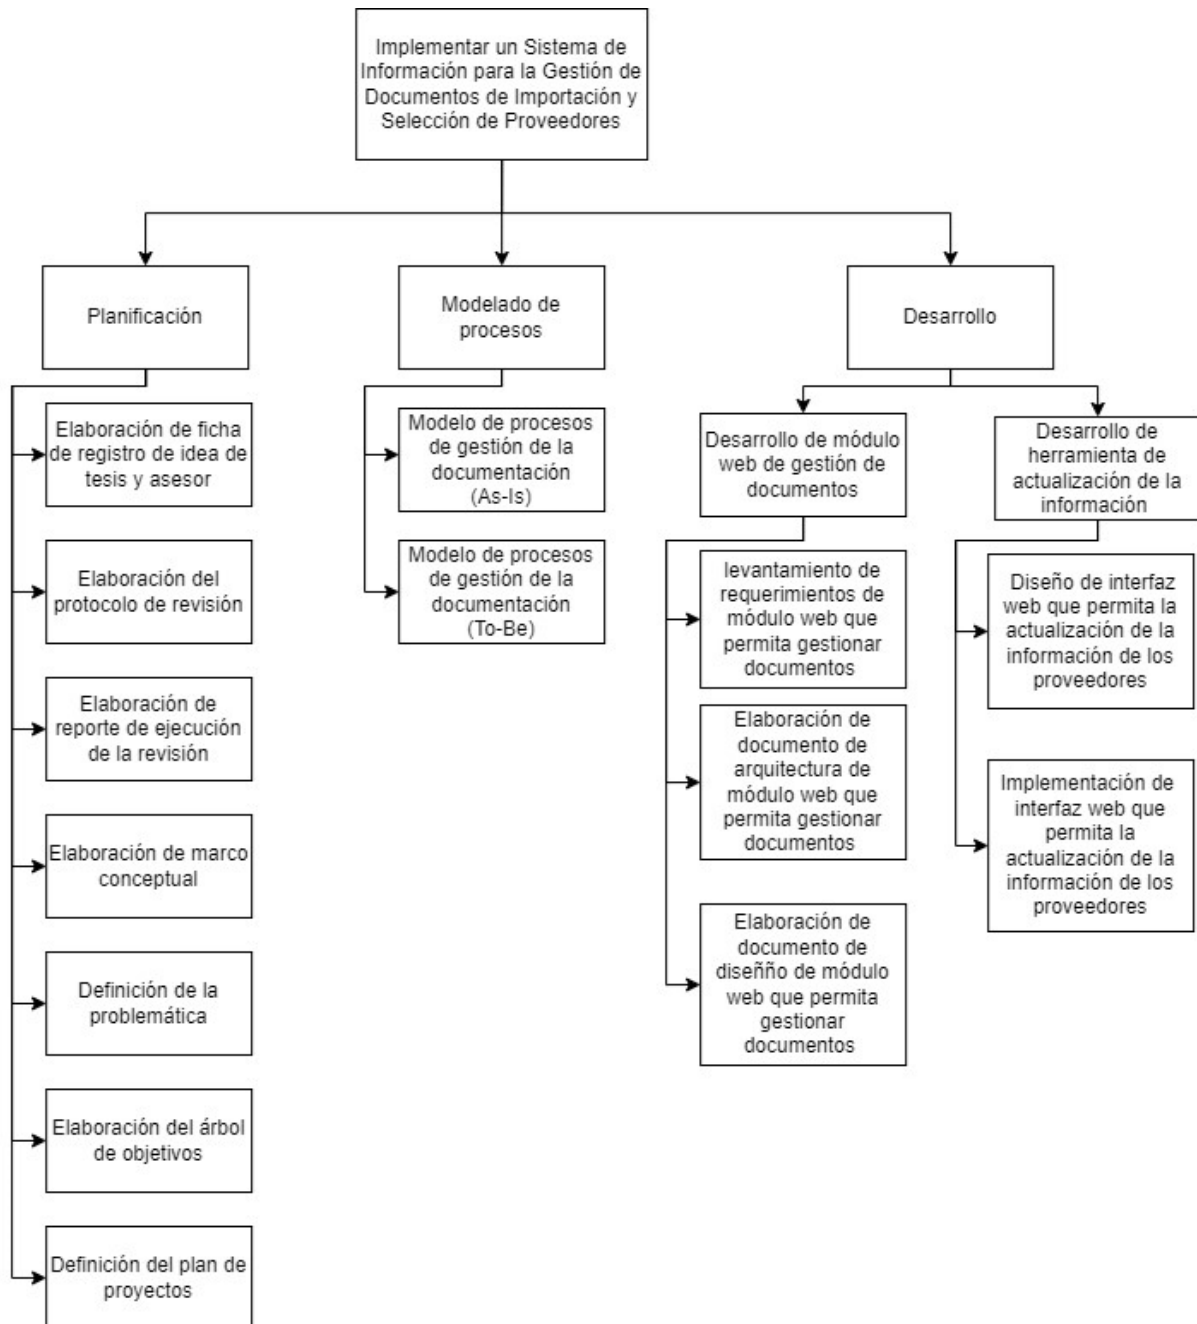 Implementar un Sistema de
Información para la Gestión de
Documentos de Importación y
Selección de Proveedores
Planificación
Modelado de
procesos
Desarrollo
Elaboración de ficha
de registro de idea de
tesis y asesor
Elaboración del
protocolo de revisión
Elaboración de
reporte de ejecución
de la revisión
Elaboración de marco
conceptual
Definición de la
problemática
Elaboración del árbol
de objetivos
Definición del plan de
proyectos
Modelo de procesos
de gestión de la
documentación
(As-Is)
Modelo de procesos
de gestión de la
documentación
(To-Be)
Desarrollo de módulo
web de gestión de
documentos
levantamiento de
requerimientos de
módulo web que
permita gestionar
documentos
Elaboración de
documento de
arquitectura de
módulo web que
permita gestionar
documentos
Elaboración de
documento de
diseñño de módulo
web que permita
gestionar
documentos
Desarrollo de
herramienta de
actualización de la
información
Diseño de interfaz
web que permita la
actualización de la
información de los
proveedores
Implementación de
interfaz web que
permita la
actualización de la
información de los
proveedores